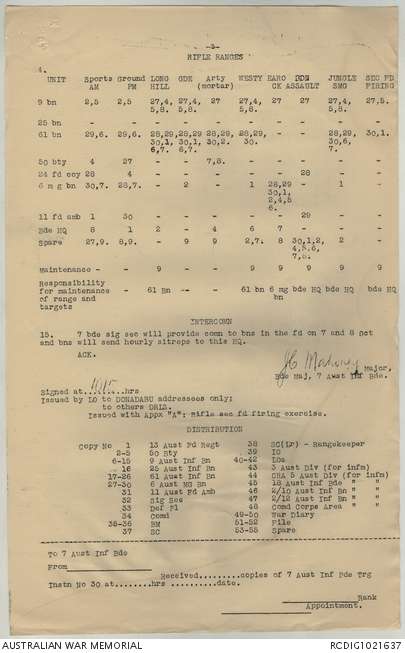 -3-
RIFLE RANGES
4.
UNIT Sports Ground LONG GDE Arty WESTY EARO BDN JUNGLE SEC FD
AM PM HILL (mortar) CK ASSAULT SMG FIRING
9 bn 2,5 2,5 27,4, 27,4, 27 27,4, 27 27 27,4, 27,5.
5,8. 5,8. 5,8. 5,8.
25 bn
61 bn 29,6. 29,6. 28,29 28,29 28,29 28,29, 28,29, 30,1.
30,1, 30,1, 30,2. 30. 30,6,
6,7. 6,7. 7.
50 bty 4 27 7,8.
24 fd coy 28 4 28
6 m g bn 30,7. 28,7. - 2 - 1 28,29 - 1
30,1,
2,4,5
6.
11 fd amb 1 30 29
Bde HQ 8 1 2 - 4 6 7
Spare 27,9. 8,9. - 9 9 2,7. 8 30,1,2, 2 -
Maintenance - - 9 - - 9 9 9 9 9
Responsibility
for maintenance - - 61 Bn - - 61 bn 6 mg bde HQ bde HQ bde HQ
of range and bn
targets
INTERCOMN
15. 7 bde sig sec will provide comn to bns in the fd on 7 and 8 Oct
and bns will send hourly sitreps to this HQ.
ACK.
Major,
Bde Maj, 7 Aust Inf Bde.
Signed at hrs
Issued by LO to DONADABU addressees only;
to others DRLS.
Issued with Appx "A": Rifle sec fd firing exercise.
DISTRIBUTION
Copy No 1 13 Aust Fd Regt 38 SC(LT) - Rangekeeper
2-5 50 Bty 39 IO
6-15 9 Aust Inf Bn 40-42 LOs
16 25 Aust Inf Bn 43 3 Aust Div (for infm)
17-26 61 Aust Inf Bn 44 CRA 5 Aust Div (for infm)
27-30 6 Aust MG Bn 45 18 Aust Inf Bde " "
31 11 Aust Fd Amb 46 2/10 Aust Inf Bn " "
32 Sig Sec 47 2/12 Aust Inf Bn " "
33 Def Pl 48 Comd Corps Area " "
34 Comd 49-50 War Diary
35-36 BM 51-52 File
37 SC 53-55 Spare
To 7 Aust Inf Bde
From
Received.........copies of 7 Aust Inf Bde Trg
Instn No 30 at........hrs ..........date.
Rank
Appointment.
AUSTRALIAN WAR MEMORIAL RCDIG1021637